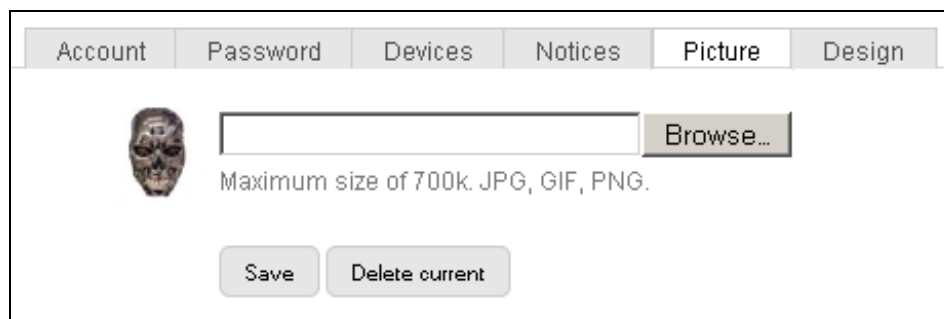 Account Password Devices Notices Picture Design
Browse...
Maximum size of 700k. JPG, GIF, PNG.
Save Delete current